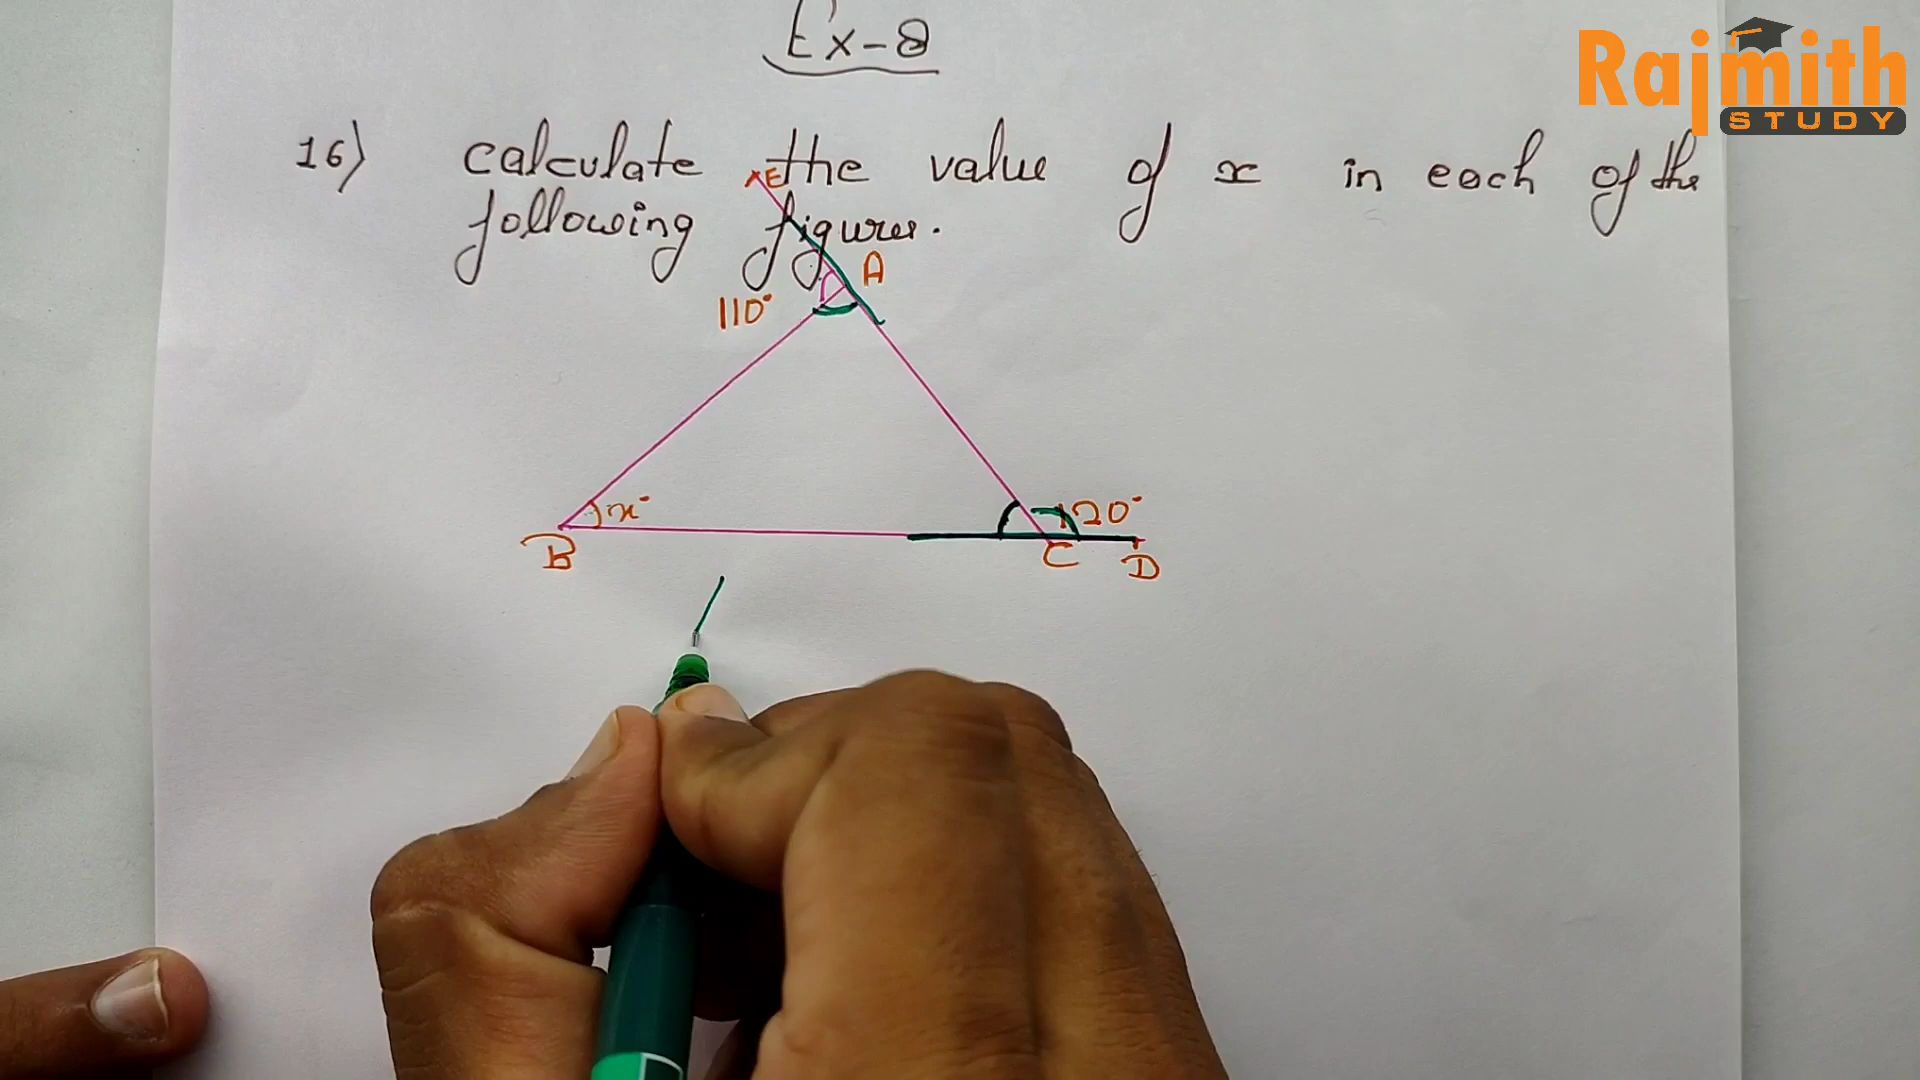 Ex-8
Rajmith
STUDY
16) calculate the value of x in each of the
following figures.
E
A
110°
x°
120°
B
C
D